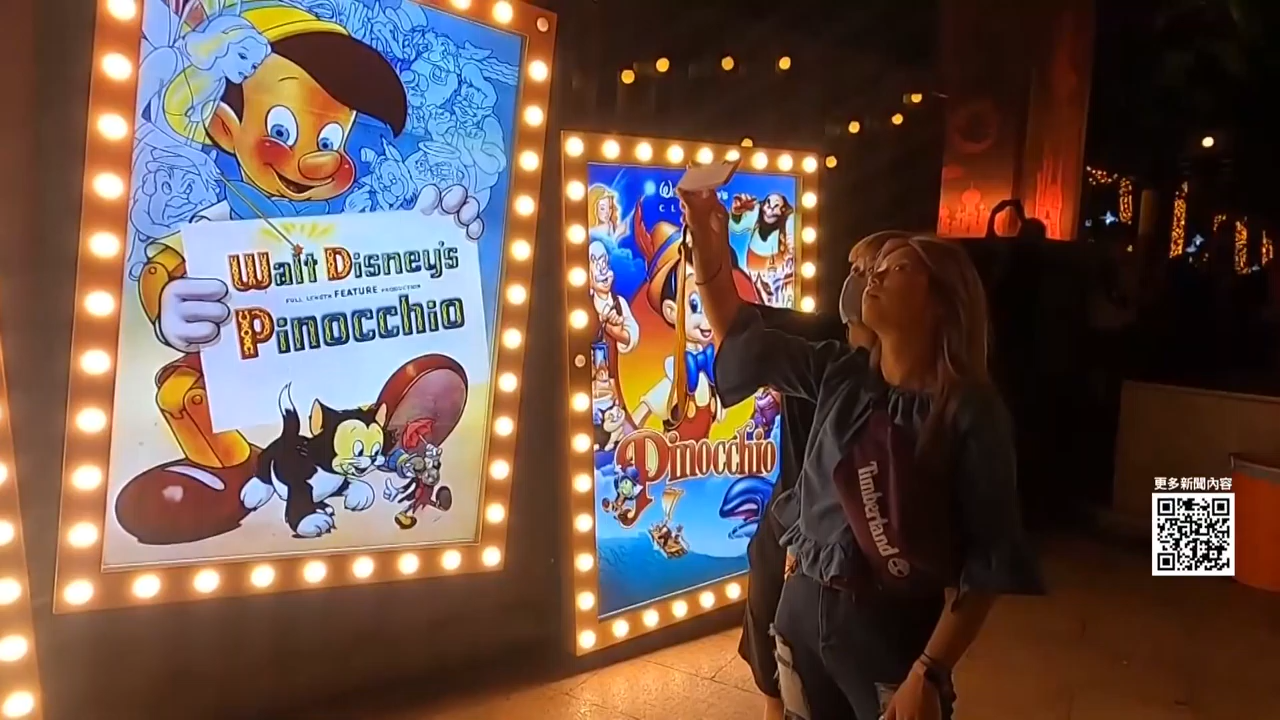 Walt Disney's
FULL LENGTH FEATURE PRODUCTION
Pinocchio
Pinocchio
Timberland
更多新聞內容